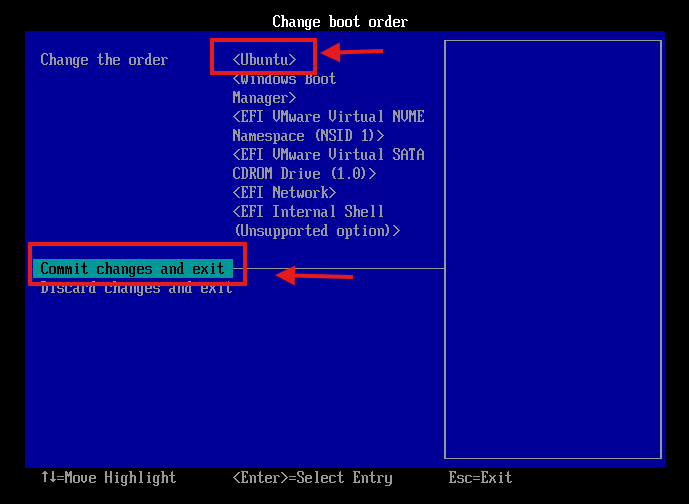 Change boot order
Change the order <Ubuntu>
<Windows Boot
Manager>
<EFI VMware Virtual NVME
Namespace (NSID 1)>
<EFI VMware Virtual SATA
CDROM Drive (1.0)>
<EFI Network>
<EFI Internal Shell
(Unsupported option)>
Commit changes and exit
Discard changes and exit
↑↓=Move Highlight <Enter>=Select Entry Esc=Exit